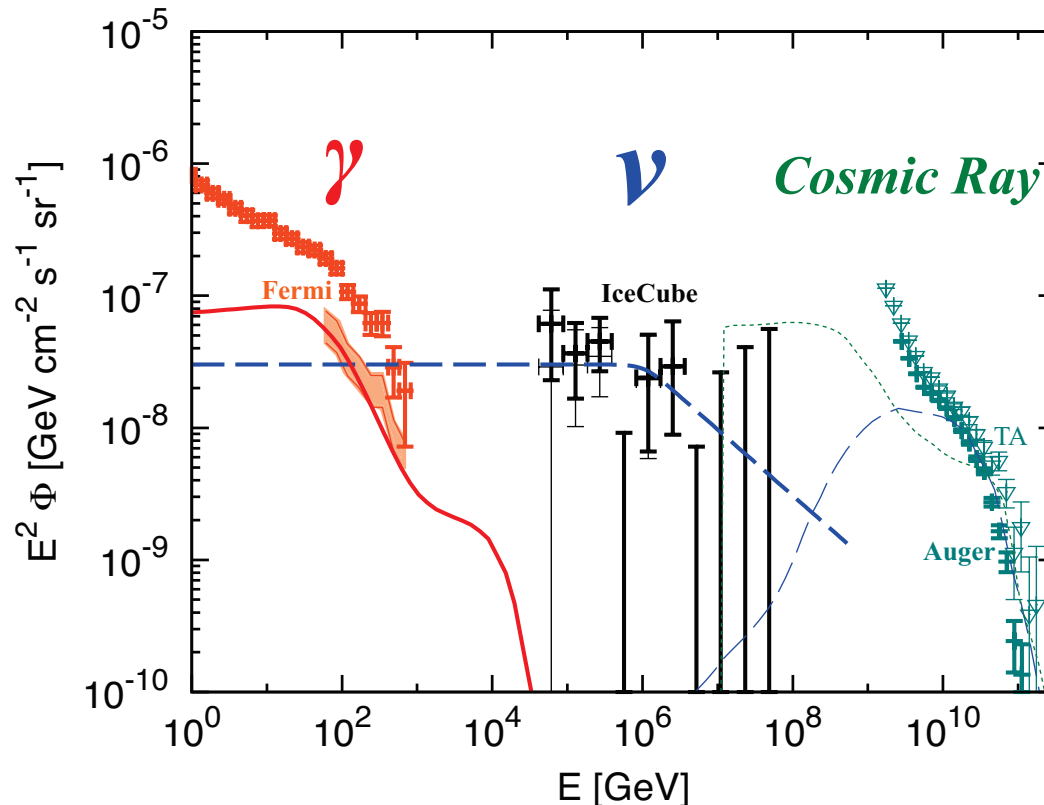 10^-5
10^-6
10^-7
10^-8
10^-9
10^-10
E^2 Φ [GeV cm^-2 s^-1 sr^-1]
γ
ν
Cosmic Ray
Fermi
IceCube
TA
Auger
10^0
10^2
10^4
10^6
10^8
10^10
E [GeV]